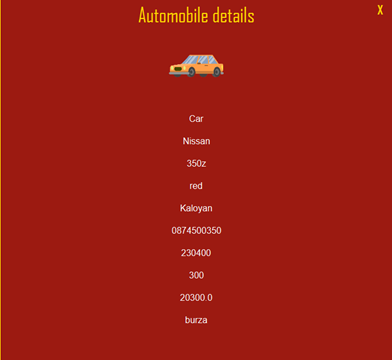 Automobile details
X
Car
Nissan
350z
red
Kaloyan
0874500350
230400
300
20300.0
burza